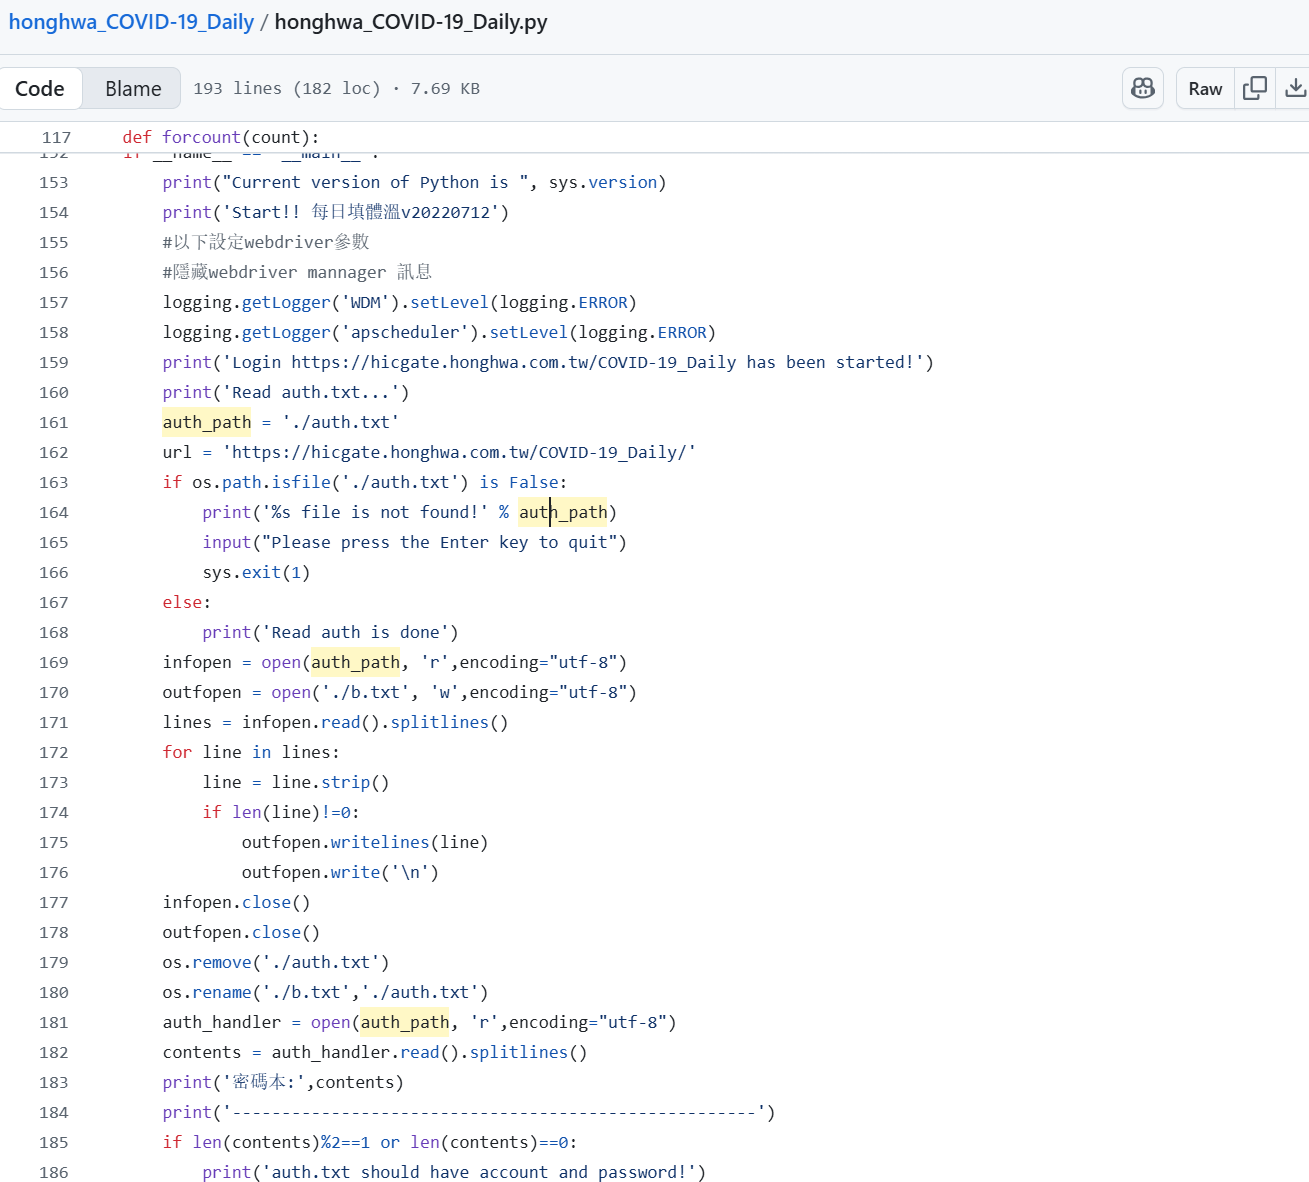 honghwa_COVID-19_Daily / honghwa_COVID-19_Daily.py
Code Blame 193 lines (182 loc) · 7.69 KB Raw
117 def forcount(count):
152 if __name__ == '__main__':
153 print("Current version of Python is ", sys.version)
154 print('Start!! 每日填體溫v20220712')
155 #以下設定webdriver參數
156 #隱藏webdriver mannager 訊息
157 logging.getLogger('WDM').setLevel(logging.ERROR)
158 logging.getLogger('apscheduler').setLevel(logging.ERROR)
159 print('Login https://hicgate.honghwa.com.tw/COVID-19_Daily has been started!')
160 print('Read auth.txt...')
161 auth_path = './auth.txt'
162 url = 'https://hicgate.honghwa.com.tw/COVID-19_Daily/'
163 if os.path.isfile('./auth.txt') is False:
164 print('%s file is not found!' % auth_path)
165 input("Please press the Enter key to quit")
166 sys.exit(1)
167 else:
168 print('Read auth is done')
169 infopen = open(auth_path, 'r',encoding="utf-8")
170 outfopen = open('./b.txt', 'w',encoding="utf-8")
171 lines = infopen.read().splitlines()
172 for line in lines:
173 line = line.strip()
174 if len(line)!=0:
175 outfopen.writelines(line)
176 outfopen.write('\n')
177 infopen.close()
178 outfopen.close()
179 os.remove('./auth.txt')
180 os.rename('./b.txt','./auth.txt')
181 auth_handler = open(auth_path, 'r',encoding="utf-8")
182 contents = auth_handler.read().splitlines()
183 print('密碼本:',contents)
184 print('-----------------------------------------------------')
185 if len(contents)%2==1 or len(contents)==0:
186 print('auth.txt should have account and password!')